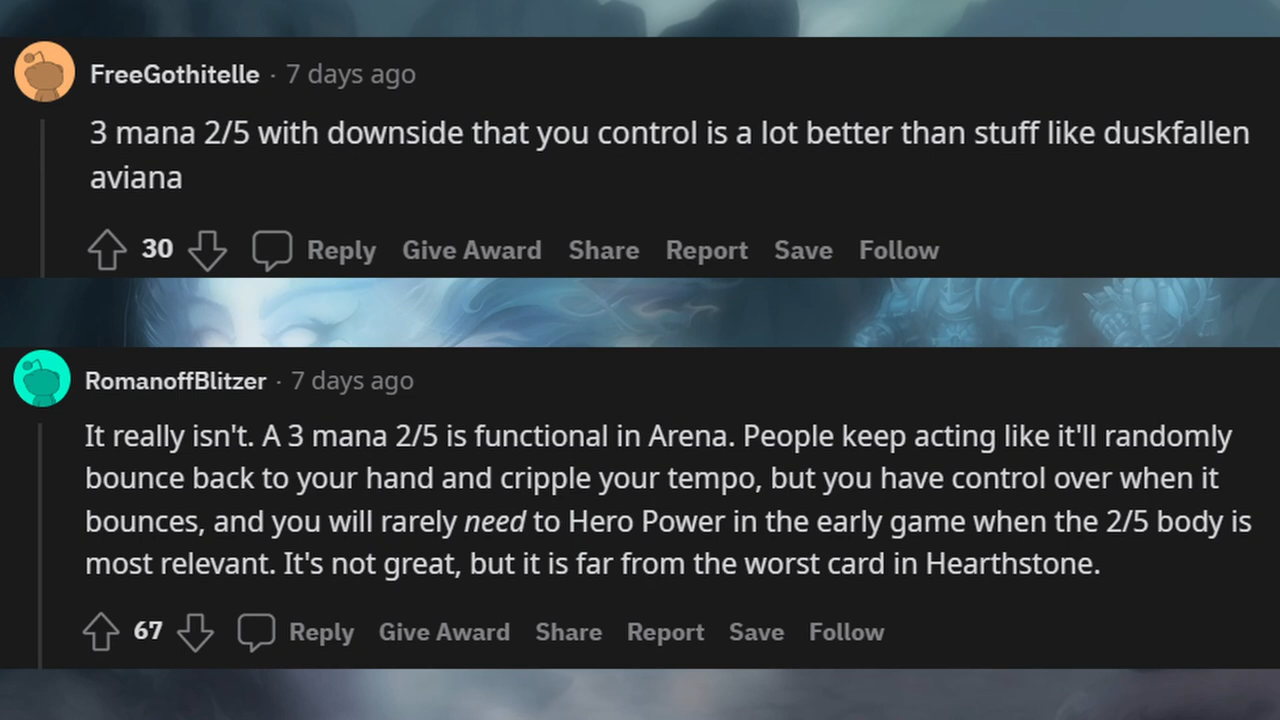 FreeGothitelle · 7 days ago
3 mana 2/5 with downside that you control is a lot better than stuff like duskfallen
aviana
30 Reply Give Award Share Report Save Follow
RomanoffBlitzer · 7 days ago
It really isn't. A 3 mana 2/5 is functional in Arena. People keep acting like it'll randomly
bounce back to your hand and cripple your tempo, but you have control over when it
bounces, and you will rarely need to Hero Power in the early game when the 2/5 body is
most relevant. It's not great, but it is far from the worst card in Hearthstone.
67 Reply Give Award Share Report Save Follow